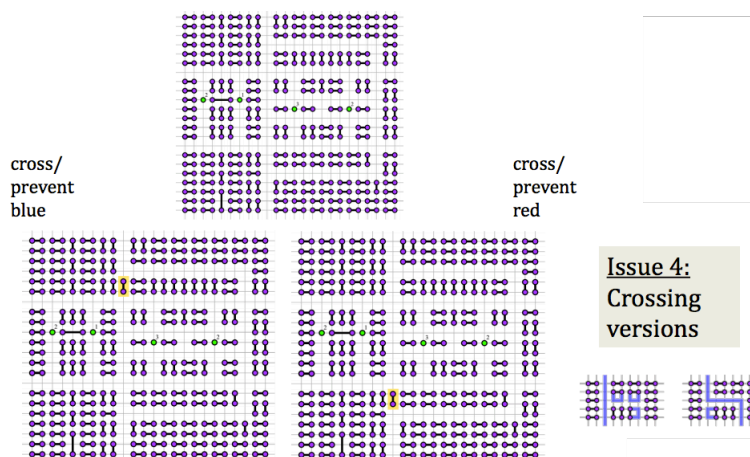 cross/
prevent
blue
cross/
prevent
red
Issue 4:
Crossing
versions